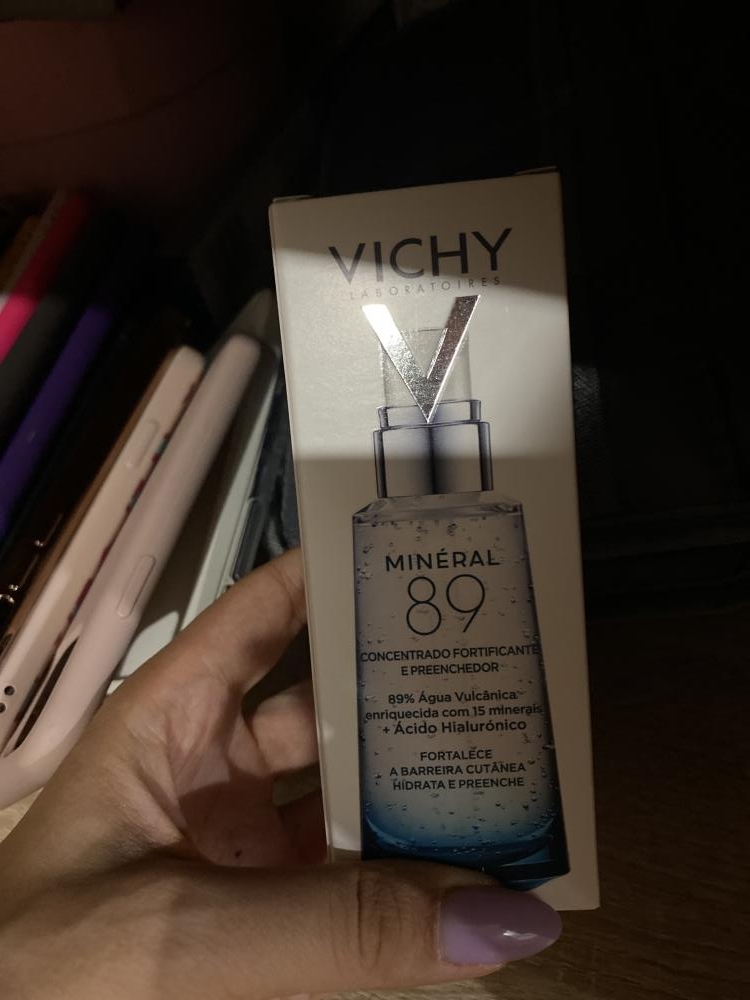 VICHY
LABORATOIRES
MINÉRAL
89
CONCENTRADO FORTIFICANTE
E PREENCHEDOR
89% Água Vulcânica
enriquecida com 15 minerais
+ Ácido Hialurónico
FORTALECE
A BARREIRA CUTÂNEA
HIDRATA E PREENCHE